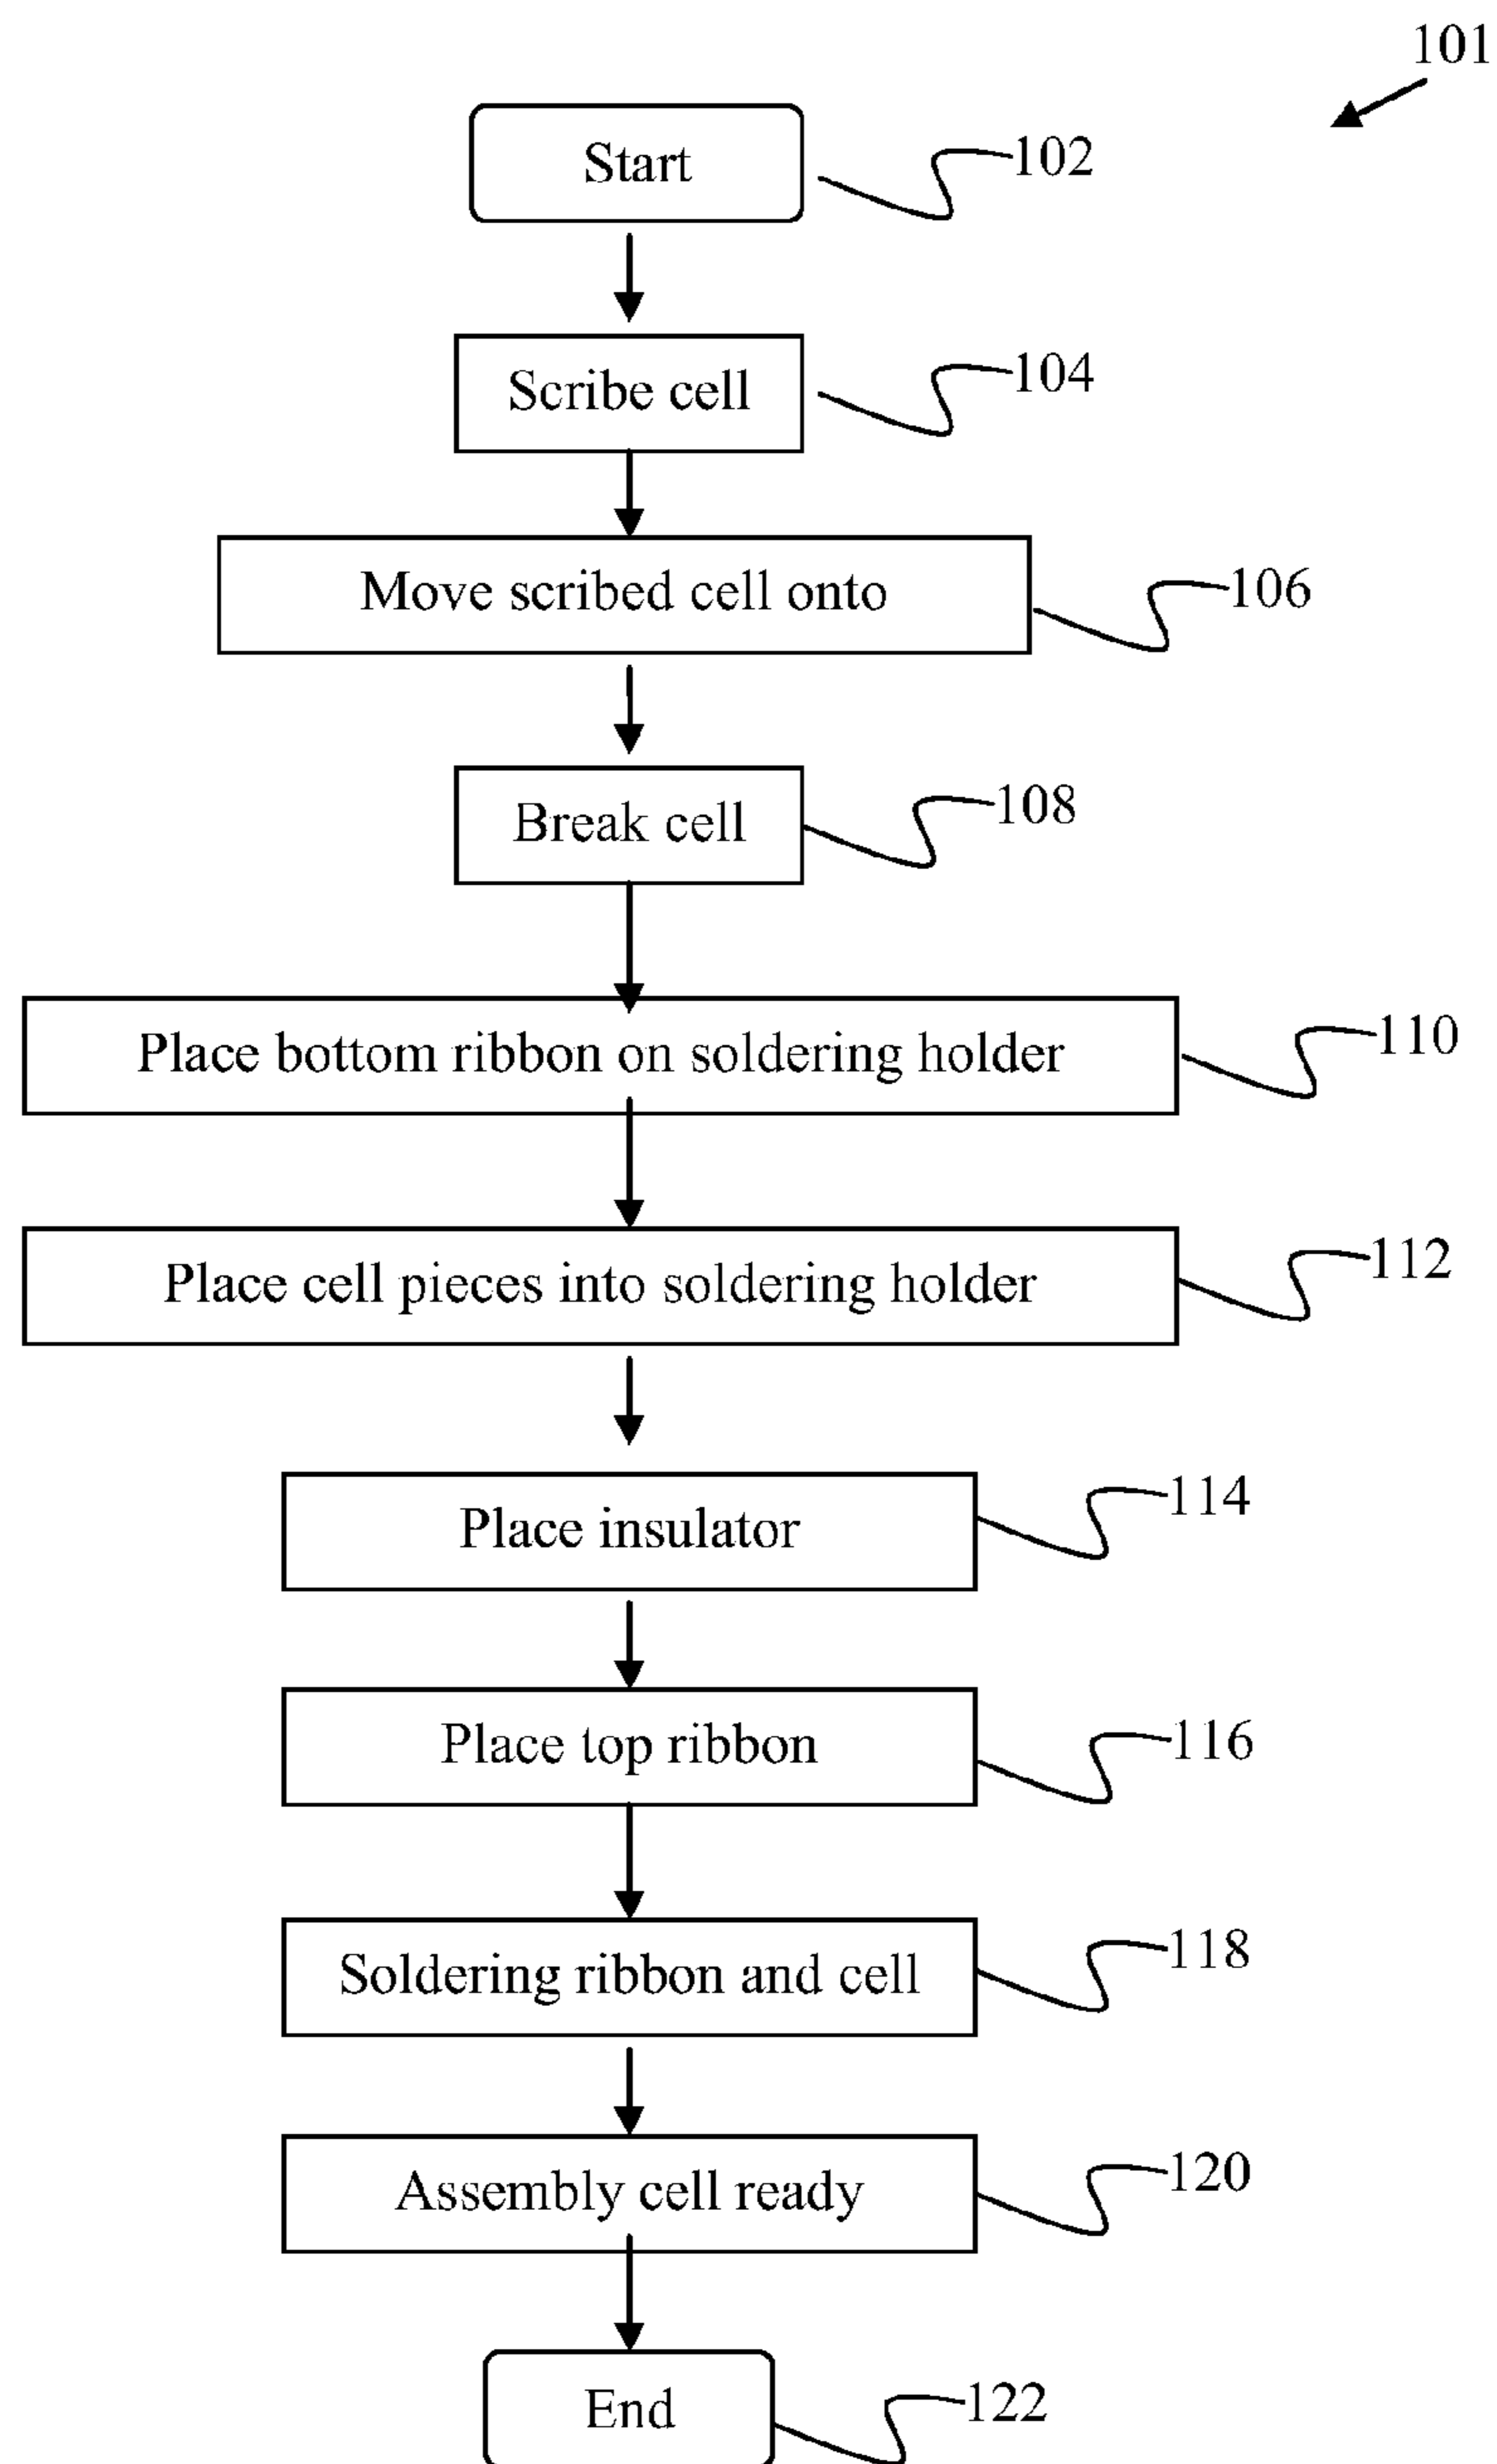 101
Start
102
Scribe cell
104
Move scribed cell onto
106
Break cell
108
Place bottom ribbon on soldering holder
110
Place cell pieces into soldering holder
112
Place insulator
114
Place top ribbon
116
Soldering ribbon and cell
118
Assembly cell ready
120
End
122